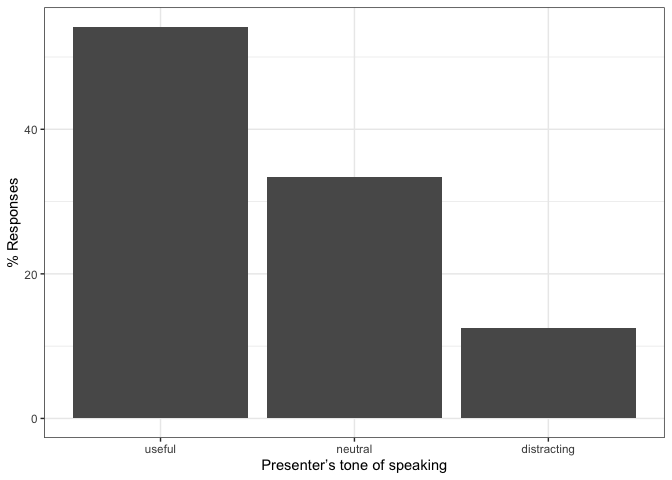 % Responses
40
20
0
useful neutral distracting
Presenter’s tone of speaking